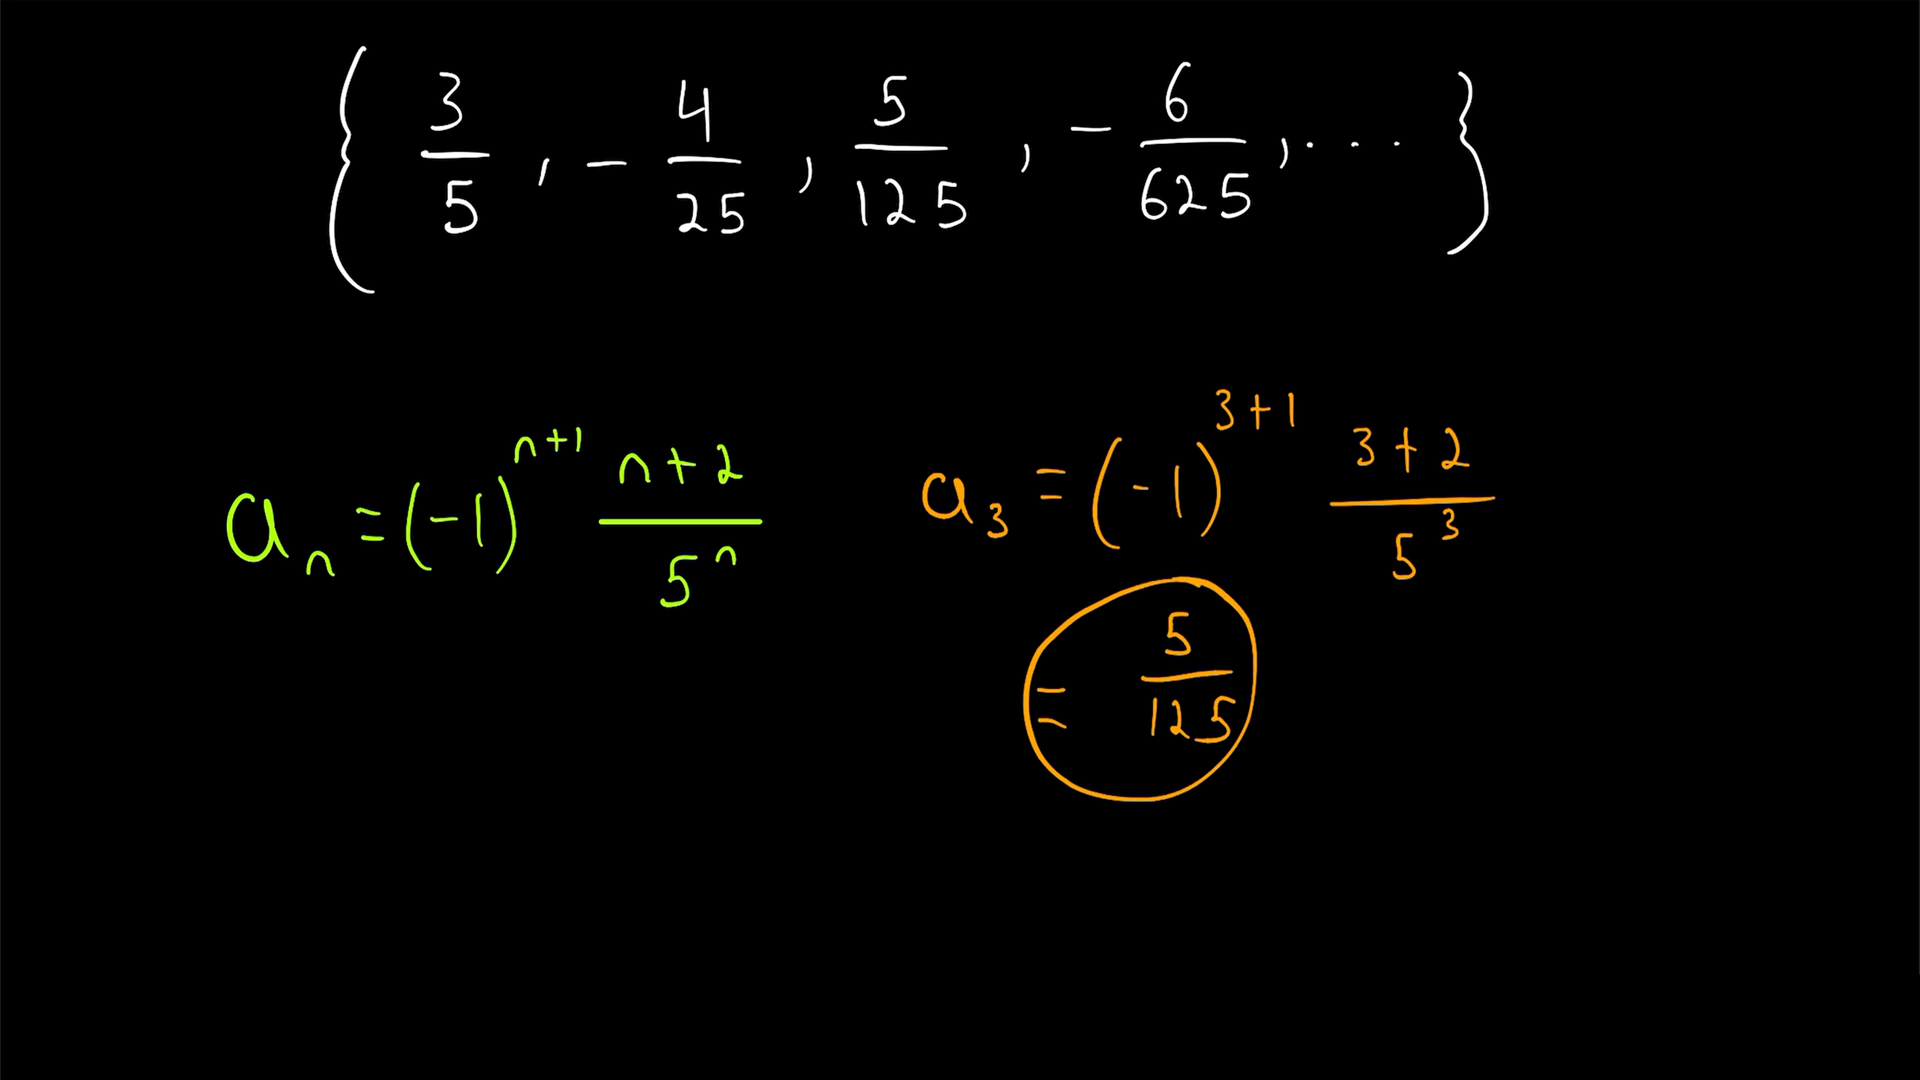 { 3/5 , - 4/25 , 5/125 , - 6/625 , . . . }
a_n = (-1)^{n+1} n+2/5^n
a_3 = (-1)^{3+1} 3+2/5^3
= 5/125